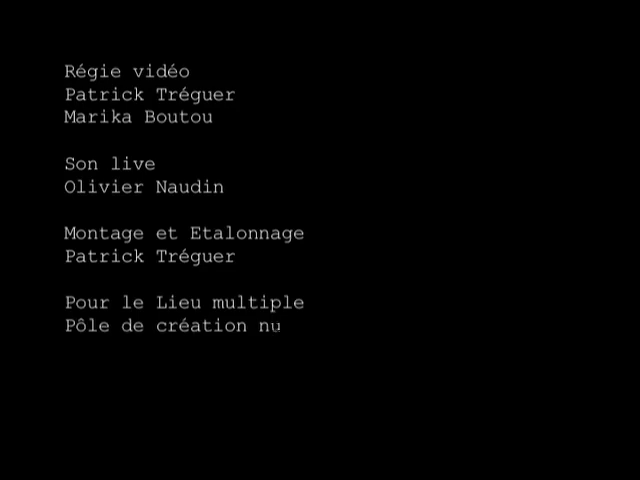 Régie vidéo
Patrick Tréguer
Marika Boutou
Son live
Olivier Naudin
Montage et Etalonnage
Patrick Tréguer
Pour le Lieu multiple
Pôle de création nu